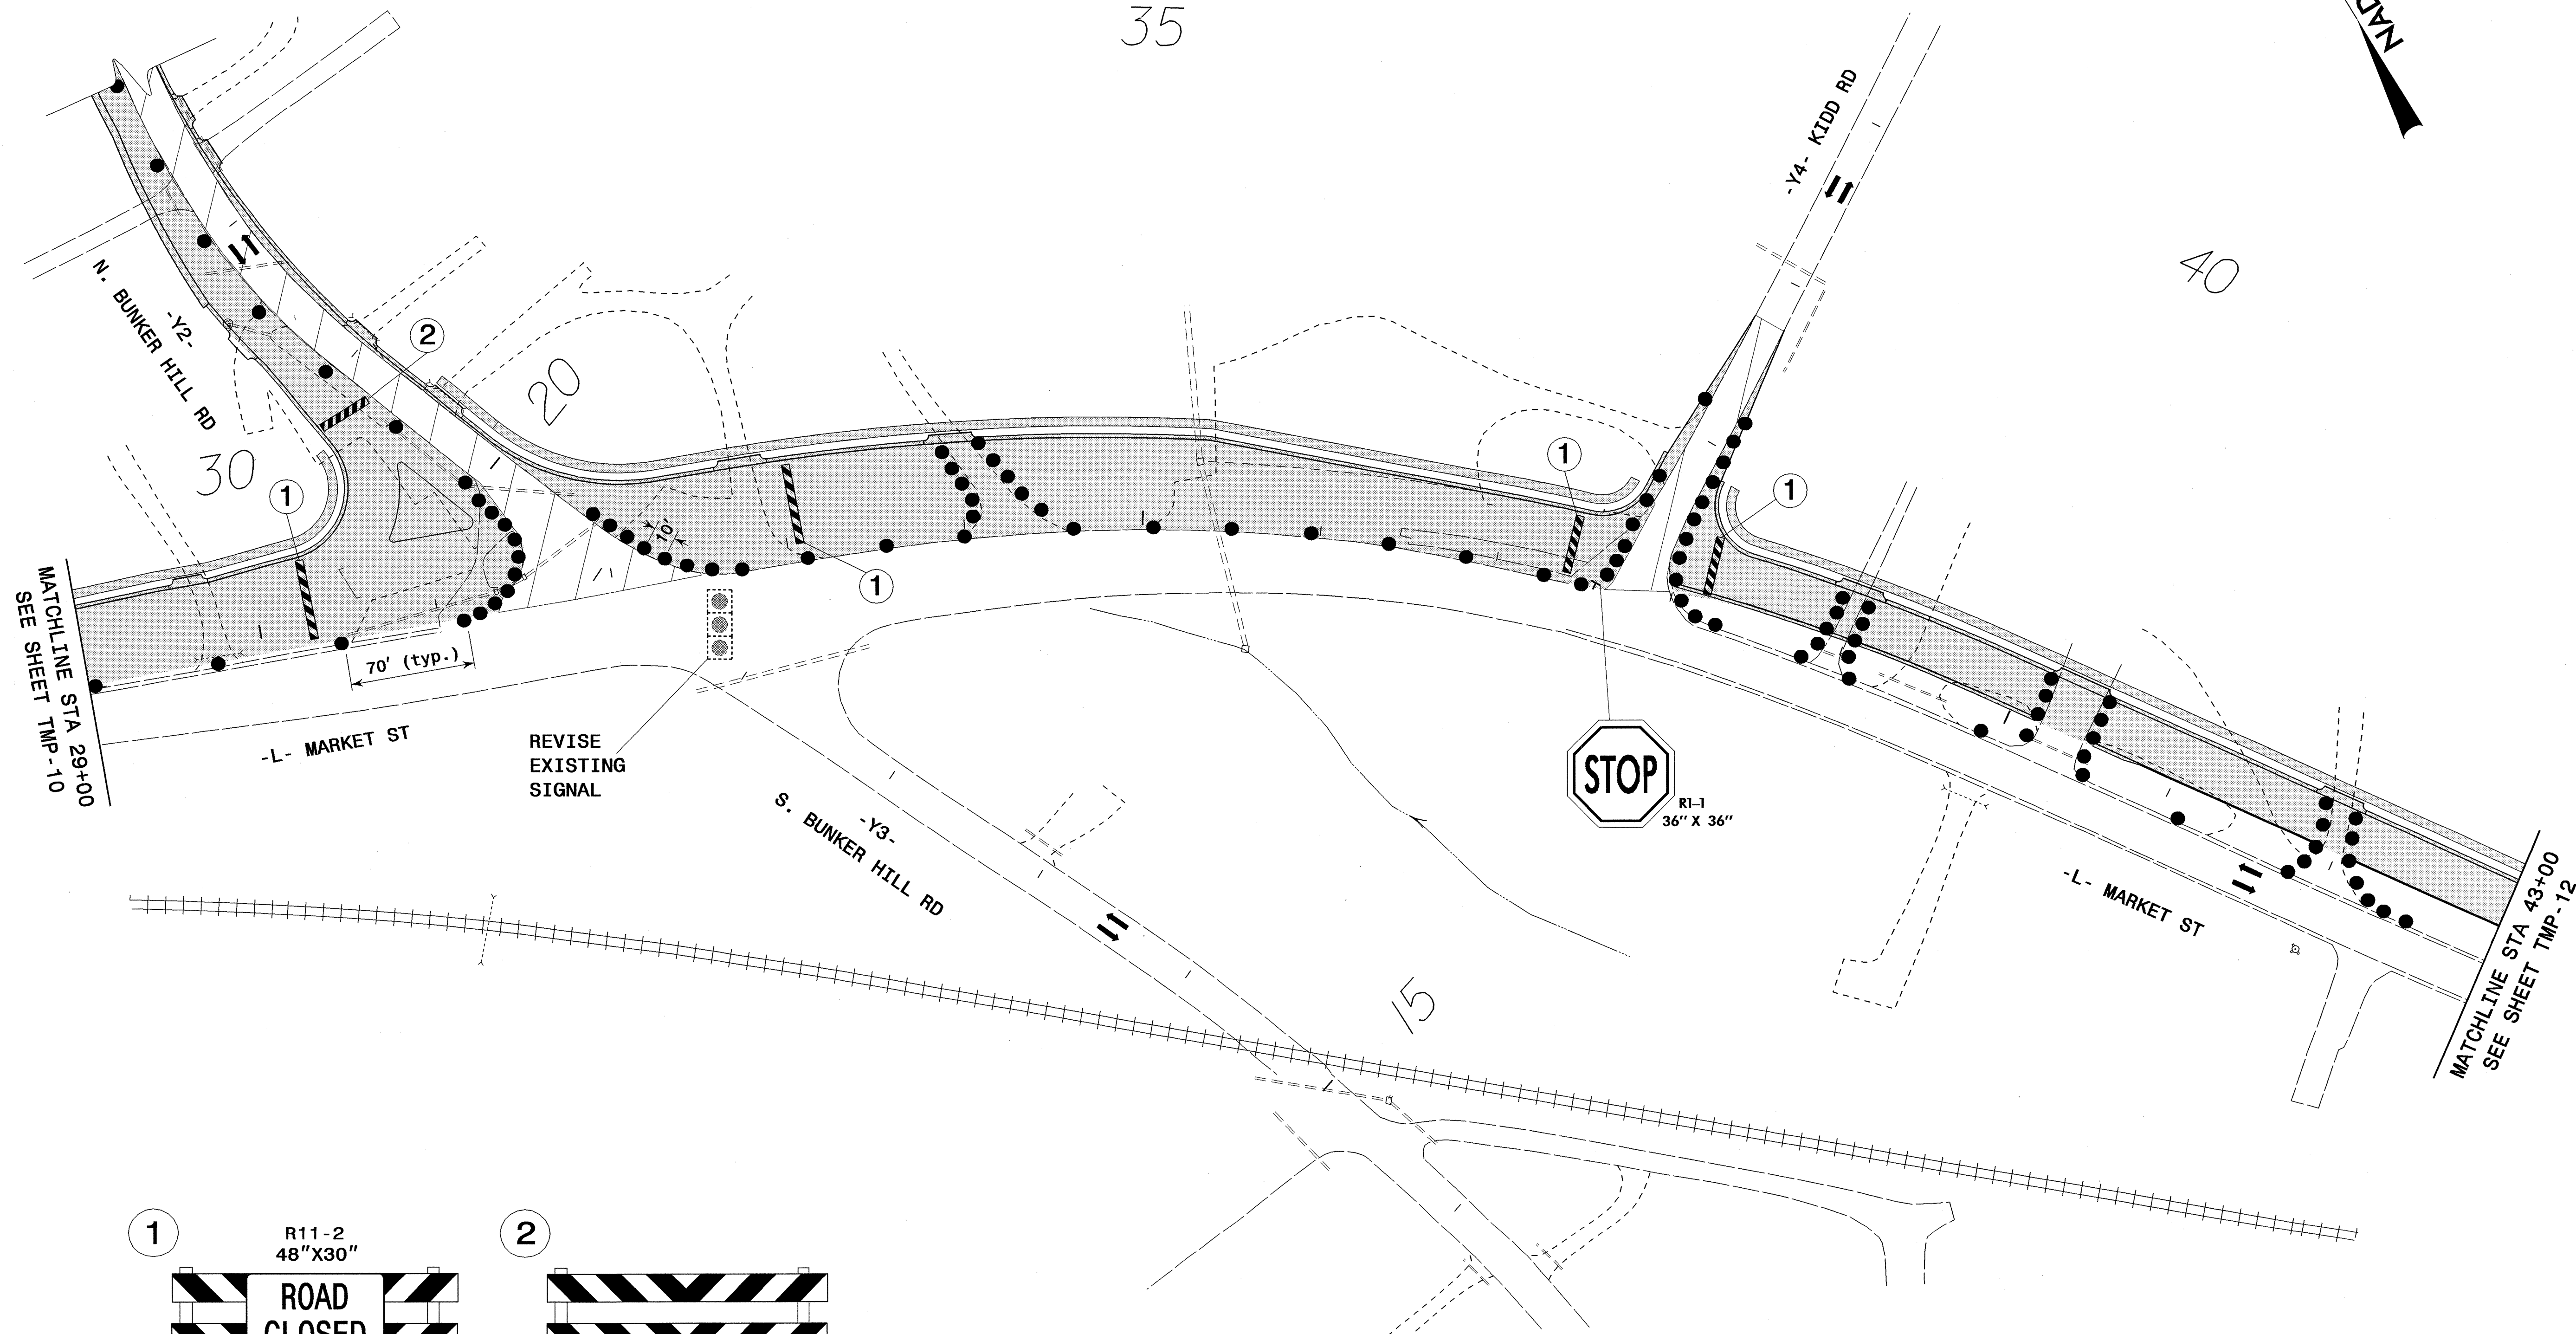 35
NAD
-Y4- KIDD RD
40
N. BUNKER HILL RD
-Y2-
2
20
30
1
10'
1
1
1
MATCHLINE STA 29+00
SEE SHEET TMP-10
70' (typ.)
-L- MARKET ST
REVISE
EXISTING
SIGNAL
-Y3-
S. BUNKER HILL RD
STOP
R1-1
36" X 36"
-L- MARKET ST
MATCHLINE STA 43+00
SEE SHEET TMP-12
15
1
R11-2
48"X30"
ROAD
CLOSED
2